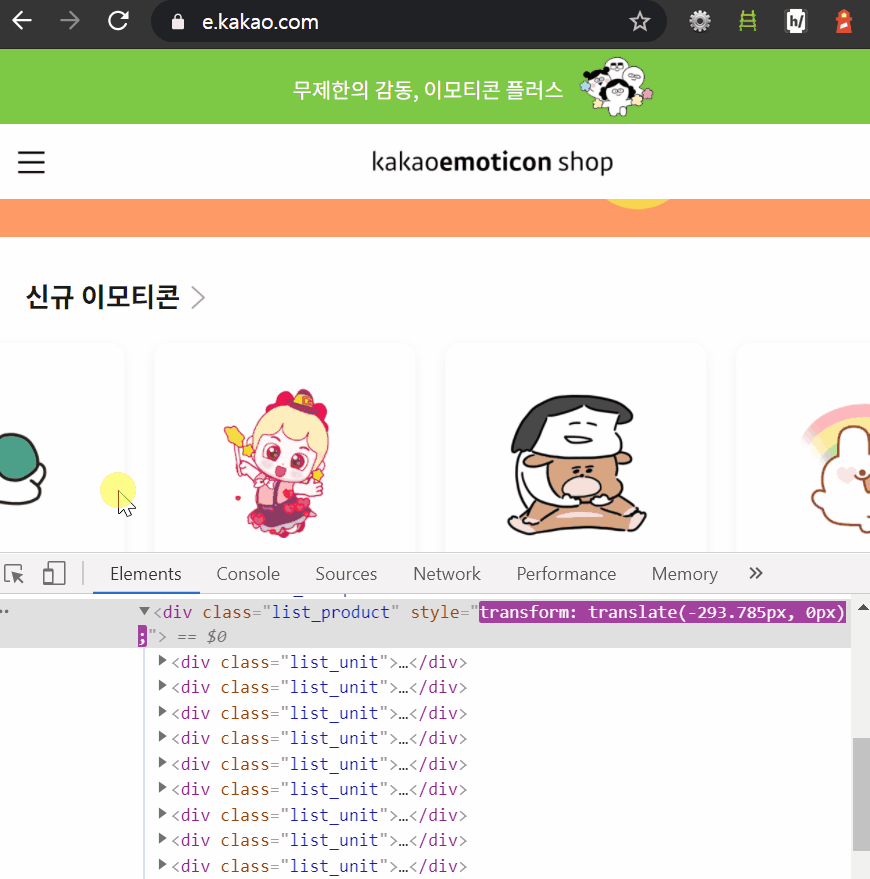 e.kakao.com
h/
무제한의 감동, 이모티콘 플러스
kakaoemoticon shop
신규 이모티콘
Elements Console Sources Network Performance Memory »
▼<div class="list_product" style="transform: translate(-293.785px, 0px)
;"> == $0
▶<div class="list_unit">…</div>
▶<div class="list_unit">…</div>
▶<div class="list_unit">…</div>
▶<div class="list_unit">…</div>
▶<div class="list_unit">…</div>
▶<div class="list_unit">…</div>
▶<div class="list_unit">…</div>
▶<div class="list_unit">…</div>
▶<div class="list_unit">…</div>